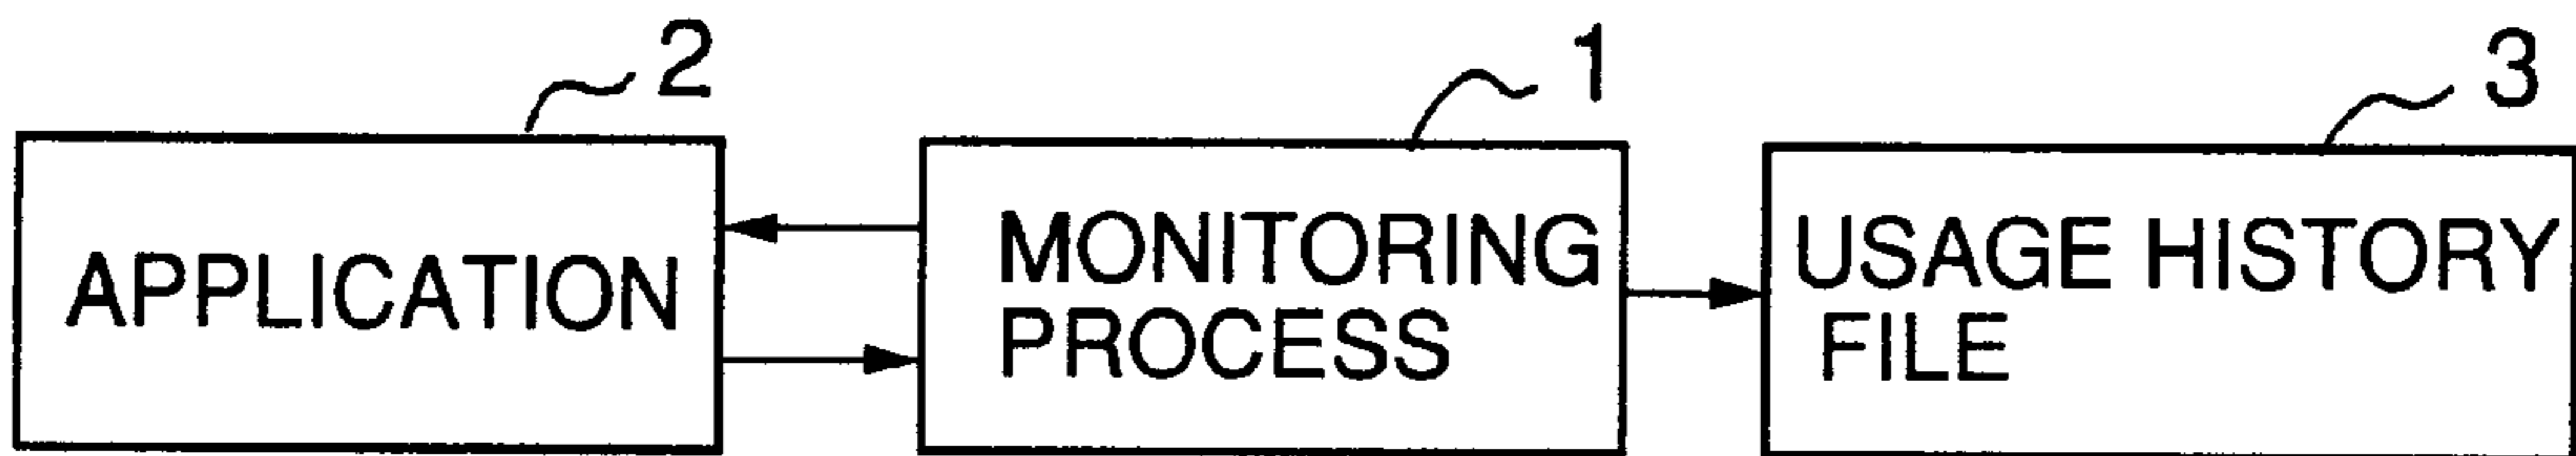 2
1
3
APPLICATION
MONITORING
PROCESS
USAGE HISTORY
FILE